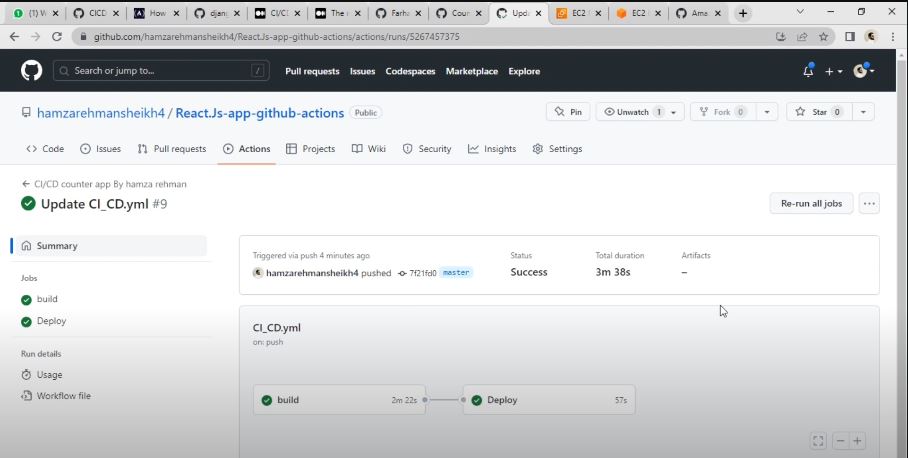 (1) W
CICD
How
djang
CI/CD
The
Farha
Coun
Upda
EC2
EC2
Ama
github.com/hamzarehmansheikh4/ReactJs-app-github-actions/actions/runs/5267457375
Search or jump to... /
Pull requests Issues Codespaces Marketplace Explore
hamzarehmansheikh4 / React.Js-app-github-actions Public
Pin Unwatch 1 Fork 0 Star 0
Code Issues Pull requests Actions Projects Wiki Security Insights Settings
← CI/CD counter app By hamza rehman
Update CI_CD.yml #9
Re-run all jobs ...
Summary
Jobs
build
Deploy
Run details
Usage
Workflow file
Triggered via push 4 minutes ago
hamzarehmansheikh4 pushed 7f21fd0 master
Status
Success
Total duration
3m 38s
Artifacts
–
CI_CD.yml
on: push
build 2m 22s
Deploy 57s